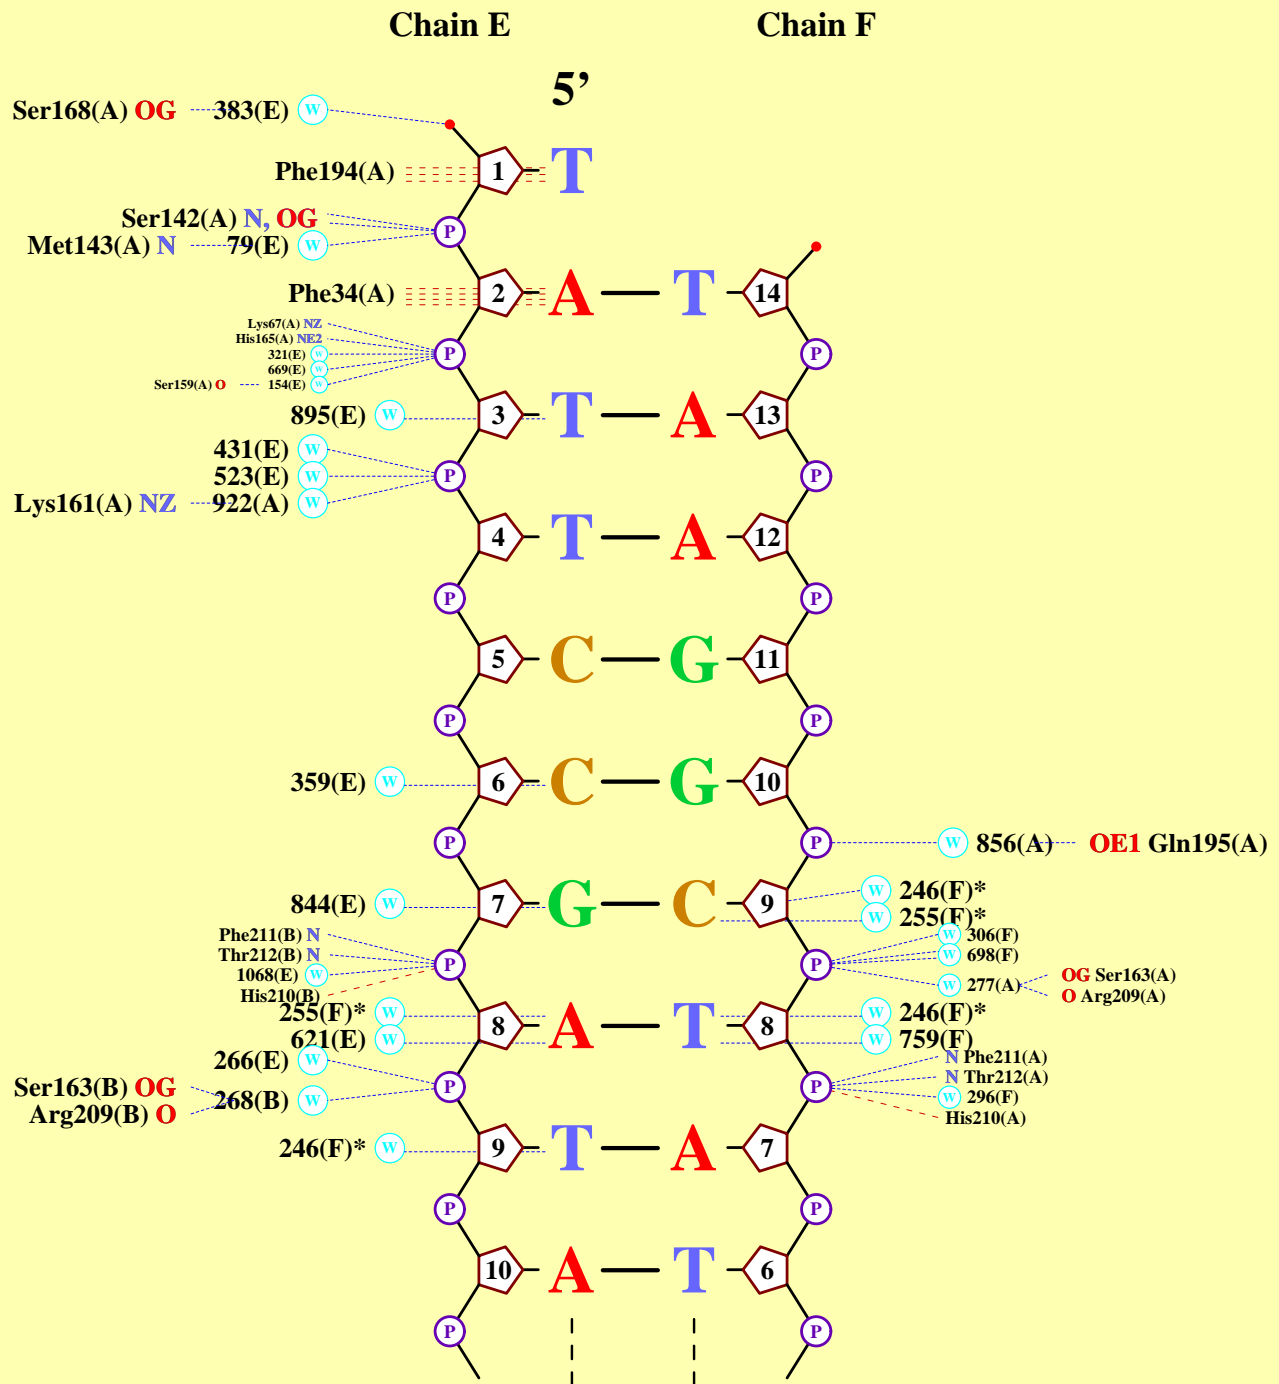 Chain E Chain F
5’
Ser168(A) OG 383(E) W
Phe194(A) 1 T
Ser142(A) N, OG
P
Met143(A) N 79(E) W
Phe34(A) 2 A T 14
Lys67(A) NZ
His165(A) NE2
321(E) W P P
669(E) W
Ser159(A) O 154(E) W
895(E) W 3 T A 13
431(E) W
523(E) W P P
Lys161(A) NZ 922(A) W
4 T A 12
P P
5 C G 11
P P
359(E) W 6 C G 10
P P W 856(A) OE1 Gln195(A)
W 246(F)*
844(E) W 7 G C 9
W 255(F)*
Phe211(B) N W 306(F)
Thr212(B) N W 698(F)
P P
1068(E) W W 277(A) OG Ser163(A)
His210(B) O Arg209(A)
255(F)* W W 246(F)*
8 A T 8
621(E) W W 759(F)
266(E) W N Phe211(A)
N Thr212(A)
Ser163(B) OG P P
268(B) W W 296(F)
Arg209(B) O His210(A)
246(F)* W 9 T A 7
P P
10 A T 6
P P